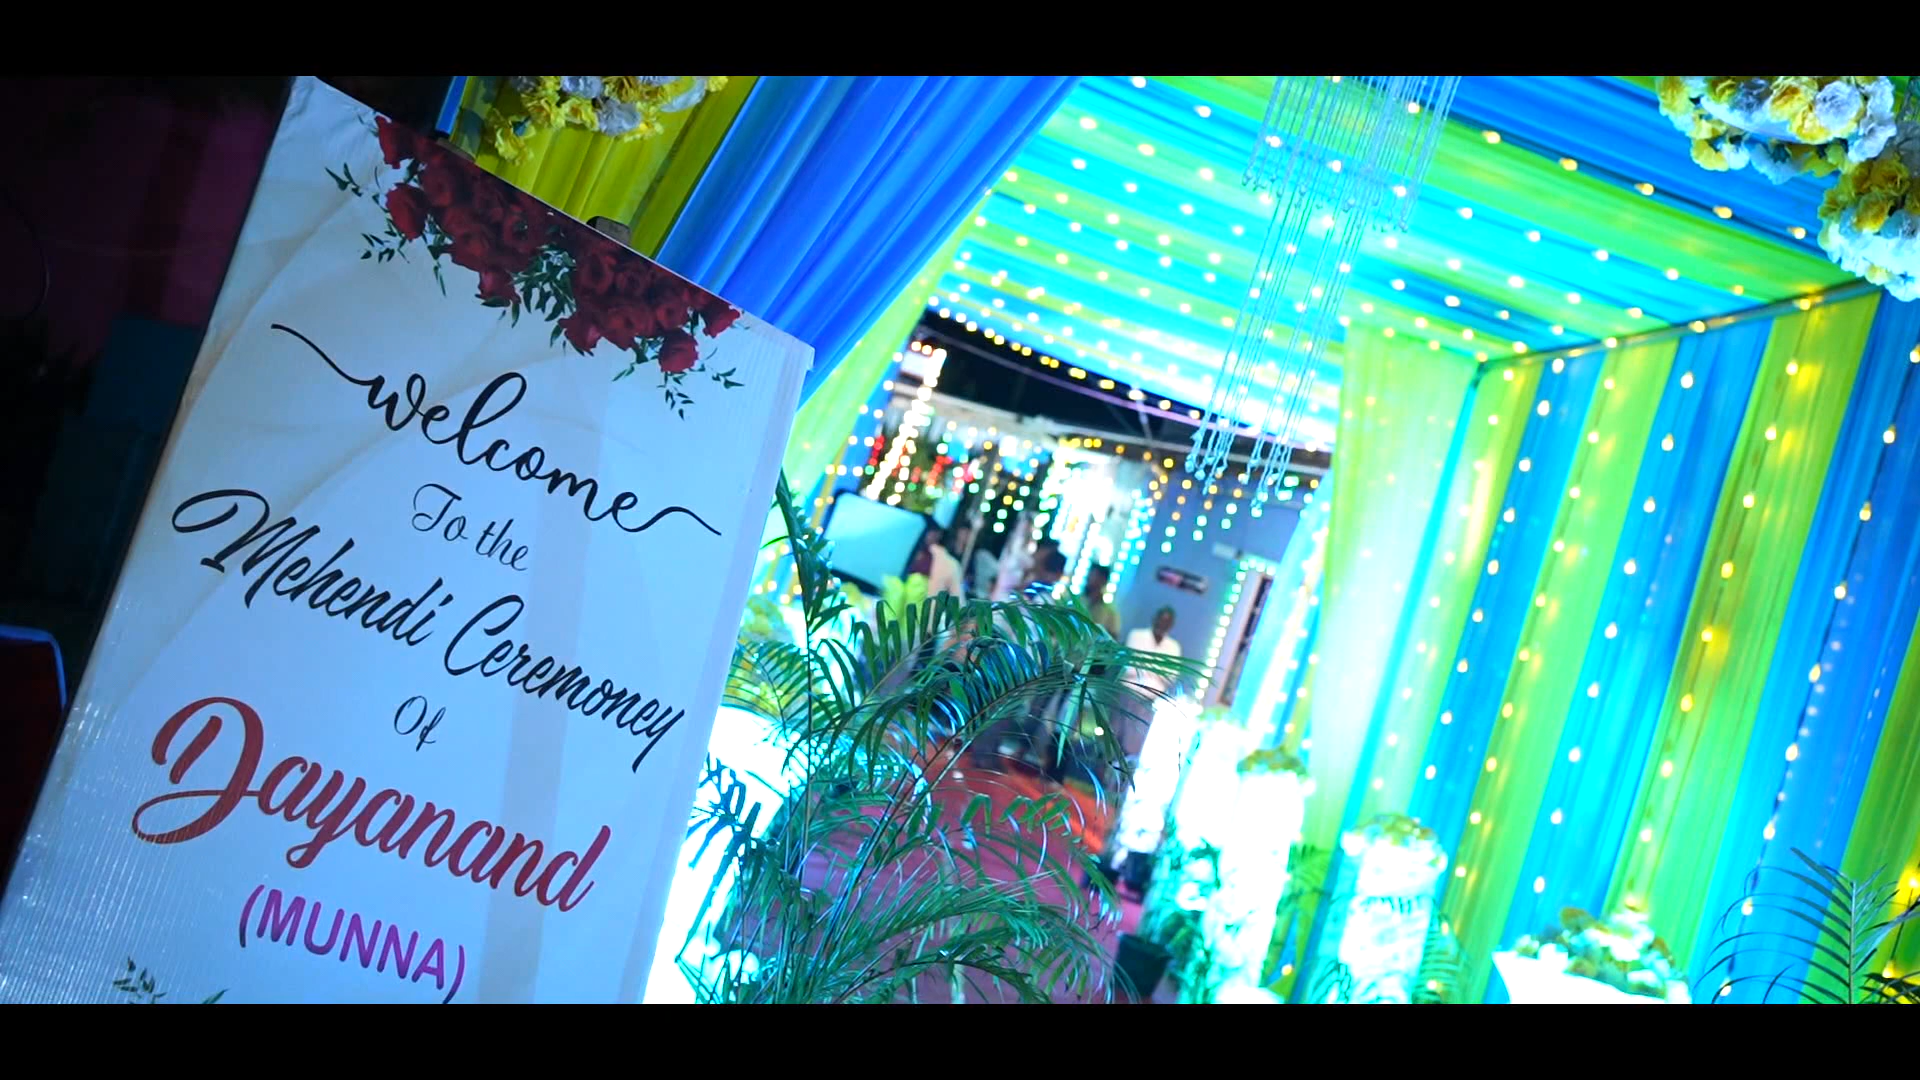 welcome
To the
Mehendi Ceremoney
Of
Dayanand
(MUNNA)